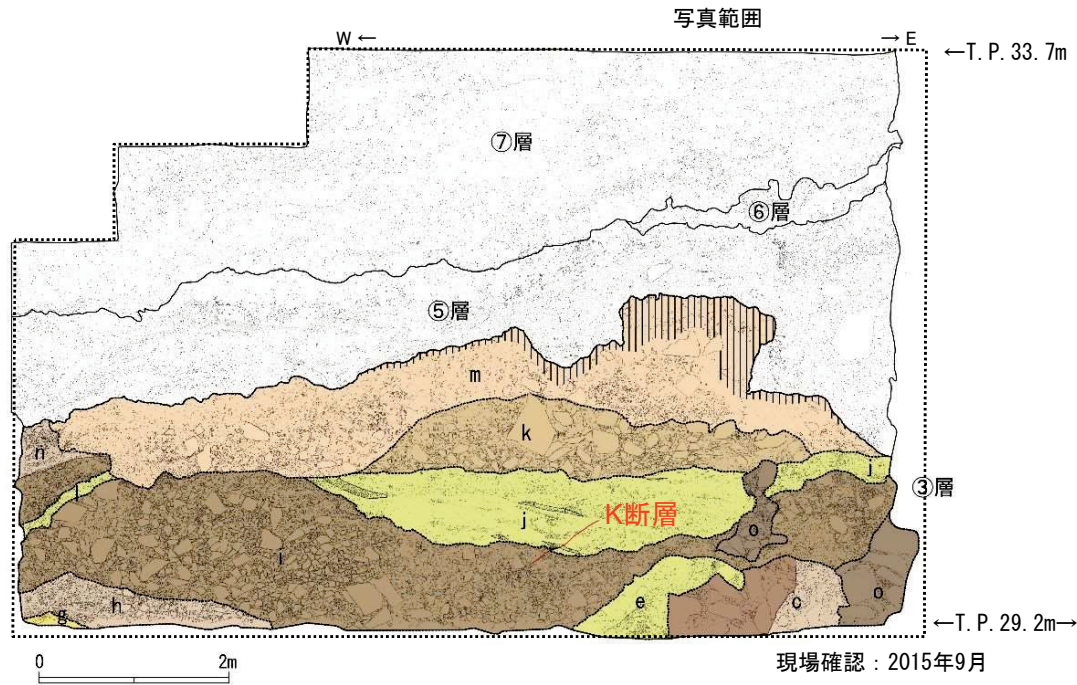 写真範囲
W ← → E
←T.P.33.7m
⑦層
⑥層
⑤層
m
k
n
j
l
③層
K断層
j
o
i
h
e
c
o
g
←T.P.29.2m→
0 2m
現場確認：2015年9月